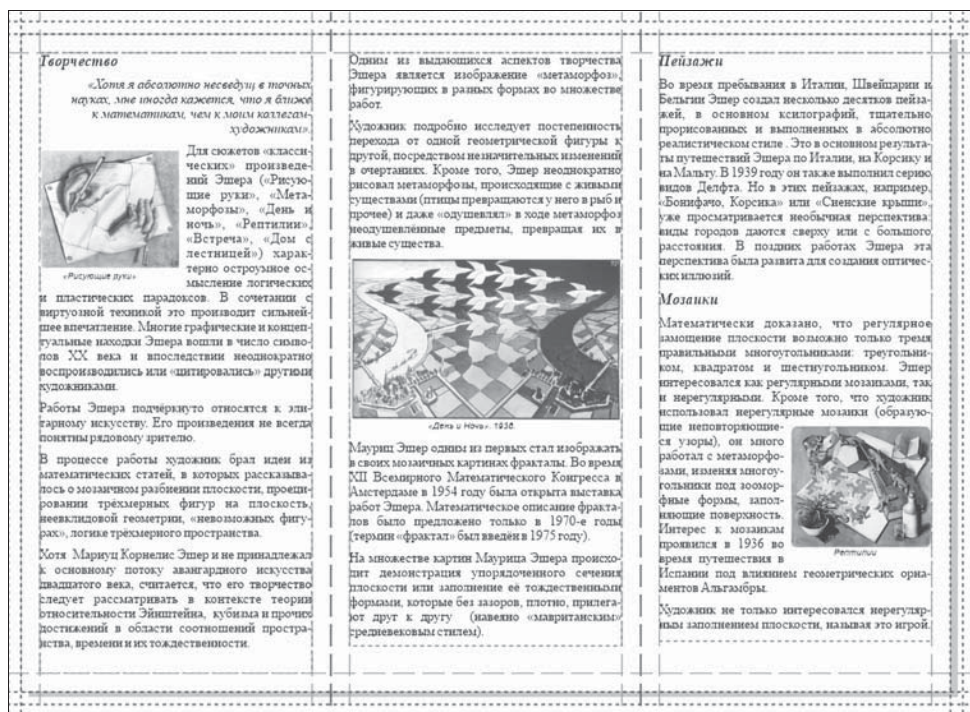 Творчество
«Хотя я абсолютно несведущ в точных
науках, мне иногда кажется, что я ближе
к математикам, чем к моим коллегам-
художникам».
Для сюжетов «класси-
ческих» произведе-
ний Эшера («Рисую-
щие руки», «Мета-
морфозы», «День и
ночь», «Рептилии»,
«Встреча», «Дом с
лестницей») харак-
терно остроумное ос-
мысление логических
«Рисующие руки»
и пластических парадоксов. В сочетании с
виртуозной техникой это производит сильней-
шее впечатление. Многие графические и концеп-
туальные находки Эшера вошли в число симво-
лов XX века и впоследствии неоднократно
воспроизводились или «цитировались» другими
художниками.
Работы Эшера подчёркнуто относятся к эли-
тарному искусству. Его произведения не всегда
понятны рядовому зрителю.
В процессе работы художник брал идеи из
математических статей, в которых рассказыва-
лось о мозаичном разбиении плоскости, проеци-
ровании трёхмерных фигур на плоскость,
неевклидовой геометрии, «невозможных фигу-
рах», логике трёхмерного пространства.
Хотя Мариуц Корнелис Эшер и не принадлежал
к основному потоку авангардного искусства
двадцатого века, считается, что его творчество
следует рассматривать в контексте теории
относительности Эйнштейна, кубизма и прочих
достижений в области соотношений простра-
нства, времени и их тождественности.
Одним из выдающихся аспектов творчества
Эшера является изображение «метаморфоз»,
фигурирующих в разных формах во множестве
работ.
Художник подробно исследует постепенность
перехода от одной геометрической фигуры к
другой, посредством незначительных изменений
в очертаниях. Кроме того, Эшер неоднократно
рисовал метаморфозы, происходящие с живыми
существами (птицы превращаются у него в рыб и
прочее) и даже «одушевлял» в ходе метаморфоз
неодушевлённые предметы, превращая их в
живые существа.
«День и Ночь». 1938.
Мауриц Эшер одним из первых стал изображать
в своих мозаичных картинах фракталы. Во время
XII Всемирного Математического Конгресса в
Амстердаме в 1954 году была открыта выставка
работ Эшера. Математическое описание фракта-
лов было предложено только в 1970-е годы
(термин «фрактал» был введён в 1975 году).
На множестве картин Маурица Эшера происхо-
дит демонстрация упорядоченного сечения
плоскости или заполнение её тождественными
формами, которые без зазоров, плотно, прилега-
ют друг к другу (навеяно «мавританским»
средневековым стилем).
Пейзажи
Во время пребывания в Италии, Швейцарии и
Бельгии Эшер создал несколько десятков пейза-
жей, в основном ксилографий, тщательно
прорисованных и выполненных в абсолютно
реалистическом стиле . Это в основном результа-
ты путешествий Эшера по Италии, на Корсику и
на Мальту. В 1939 году он также выполнил серию
видов Делфта. Но в этих пейзажах, например,
«Бонифачо, Корсика» или «Сиенские крыши»,
уже просматривается необычная перспектива:
виды городов даются сверху или с большого
расстояния. В поздних работах Эшера эта
перспектива была развита для создания оптичес-
ких иллюзий.
Мозаики
Математически доказано, что регулярное
замощение плоскости возможно только тремя
правильными многоугольниками: треугольни-
ком, квадратом и шестиугольником. Эшер
интересовался как регулярными мозаиками, так
и нерегулярными. Кроме того, что художник
использовал нерегулярные мозаики (образую-
щие неповторяющие-
ся узоры), он много
работал с метаморфо-
зами, изменяя многоу-
гольники под зооморф-
фные формы, запол-
няющие поверхность.
Интерес к мозаикам
проявился в 1936 во
время путешествия в
Рептилии
Испании под влиянием геометрических орна-
ментов Альгамбры.
Художник не только интересовался нерегуляр-
ным заполнением плоскости, называя это игрой.